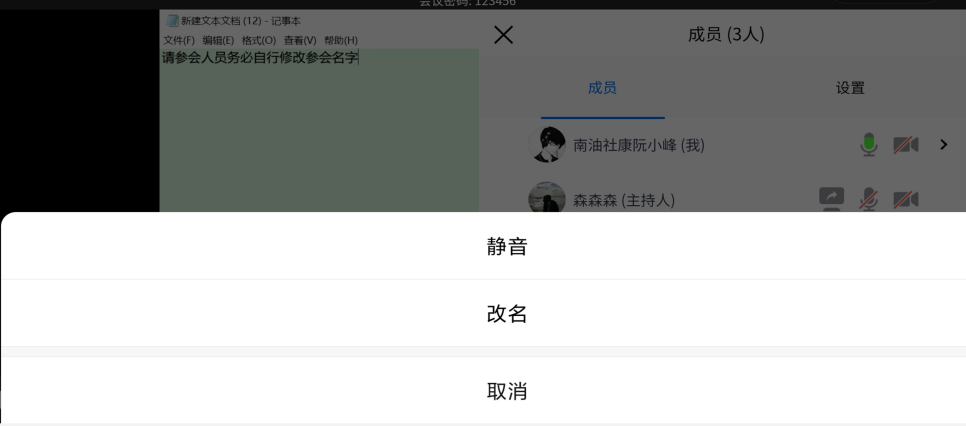 会议密码: 123456
新建文本文档 (12) - 记事本
文件(F) 编辑(E) 格式(O) 查看(V) 帮助(H)
请参会人员务必自行修改参会名字
成员 (3人)
成员
设置
南油社康阮小峰 (我)
森森森 (主持人)
静音
改名
取消